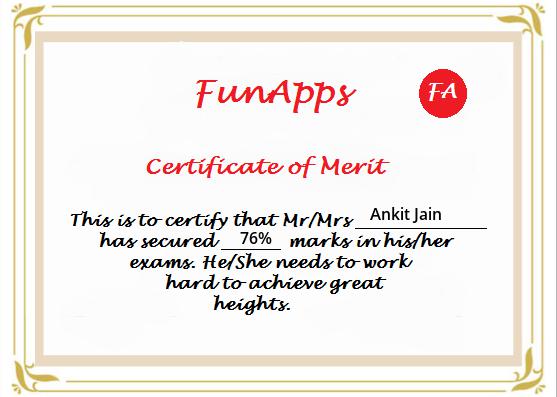 FunApps
FA
Certificate of Merit
This is to certify that Mr/Mrs Ankit Jain
has secured 76% marks in his/her
exams. He/She needs to work
hard to achieve great
heights.